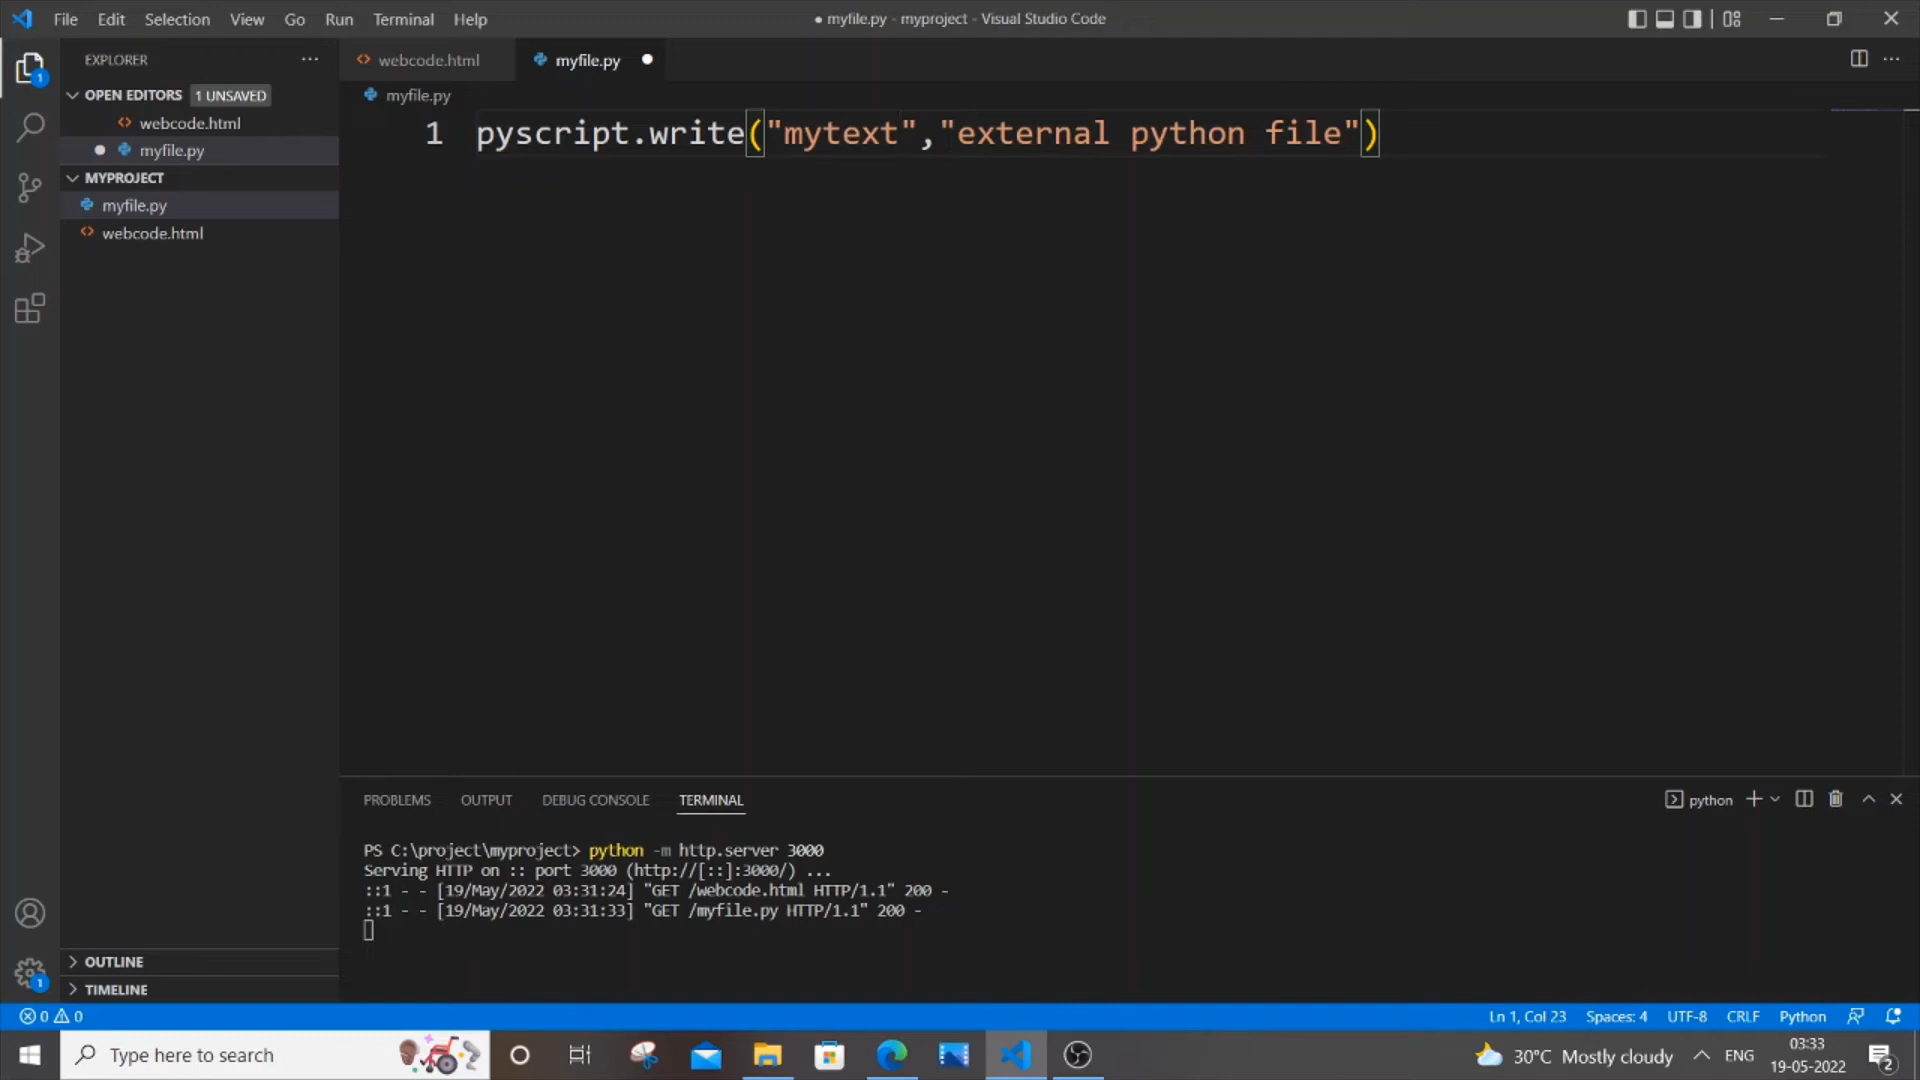 File Edit Selection View Go Run Terminal Help
● myfile.py - myproject - Visual Studio Code
EXPLORER
OPEN EDITORS 1 UNSAVED
webcode.html
myfile.py
MYPROJECT
myfile.py
webcode.html
OUTLINE
TIMELINE
webcode.html myfile.py
myfile.py
1 pyscript.write("mytext","external python file")
PROBLEMS OUTPUT DEBUG CONSOLE TERMINAL
python
PS C:\project\myproject> python -m http.server 3000
Serving HTTP on :: port 3000 (http://[::]:3000/) ...
::1 - - [19/May/2022 03:31:24] "GET /webcode.html HTTP/1.1" 200 -
::1 - - [19/May/2022 03:31:33] "GET /myfile.py HTTP/1.1" 200 -
1
1
0 0
Ln 1, Col 23 Spaces: 4 UTF-8 CRLF Python
Type here to search
30°C Mostly cloudy ENG
03:33
19-05-2022
2